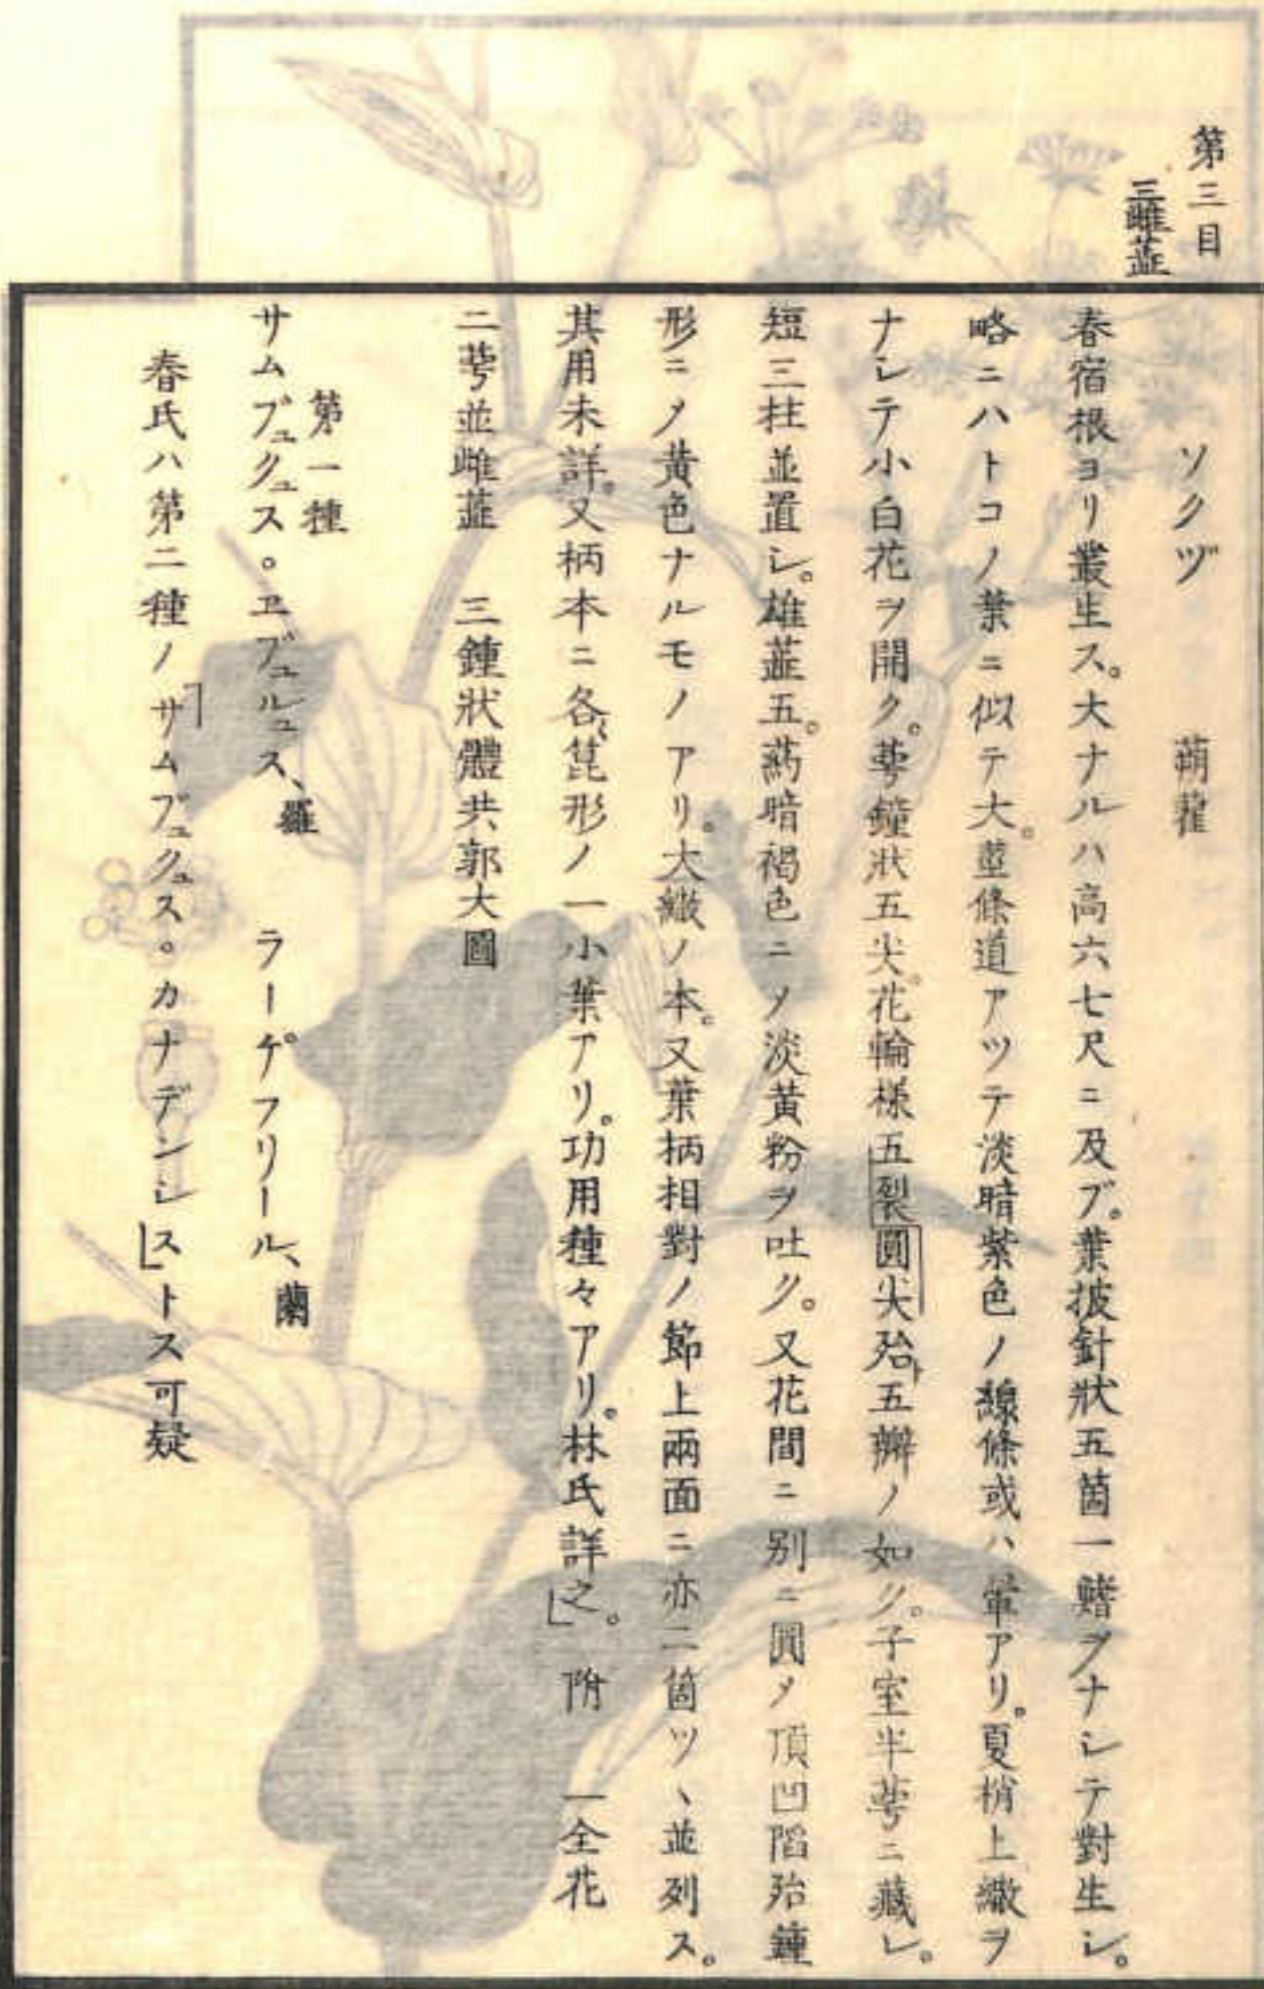 第三目
三雌蘂
ソクヅ　蒴藋
春宿根ヨリ叢生ス。大ナルハ高六七尺ニ及ブ。葉披針狀五箇一鰭ヲナシテ對生シ。
略ニハトコノ葉ニ似テ大。莖條道アツテ淡暗紫色ノ線條或ハ暈アリ。夏梢上繖ヲ
ナシテ小白花ヲ開ク。萼鐘狀五尖。花輪樣五裂圓尖殆ト五瓣ノ如ク。子室半萼ニ藏レ。
短三柱並置シ。雄蘂五。葯暗褐色ニ〆淡黃粉ヲ吐ク。又花間ニ別ニ圓〆頂凹陷殆鐘
形ニ〆黃色ナルモノアリ。大繖ノ本。又葉柄相對ノ節上兩面ニ亦二箇ツヽ並列ス。
其用未詳。又柄本ニ各〻箆形ノ一小葉アリ。功用種々アリ。林氏詳之。」附　一全花
二萼並雌蘂　三鐘狀體共郭大圖
第一種
サムブュクュス。ヱブュルュス、羅　ラーゲフリール、蘭
春氏ハ第二種ノ「サムブュクュス。カナデンシス」トス可疑